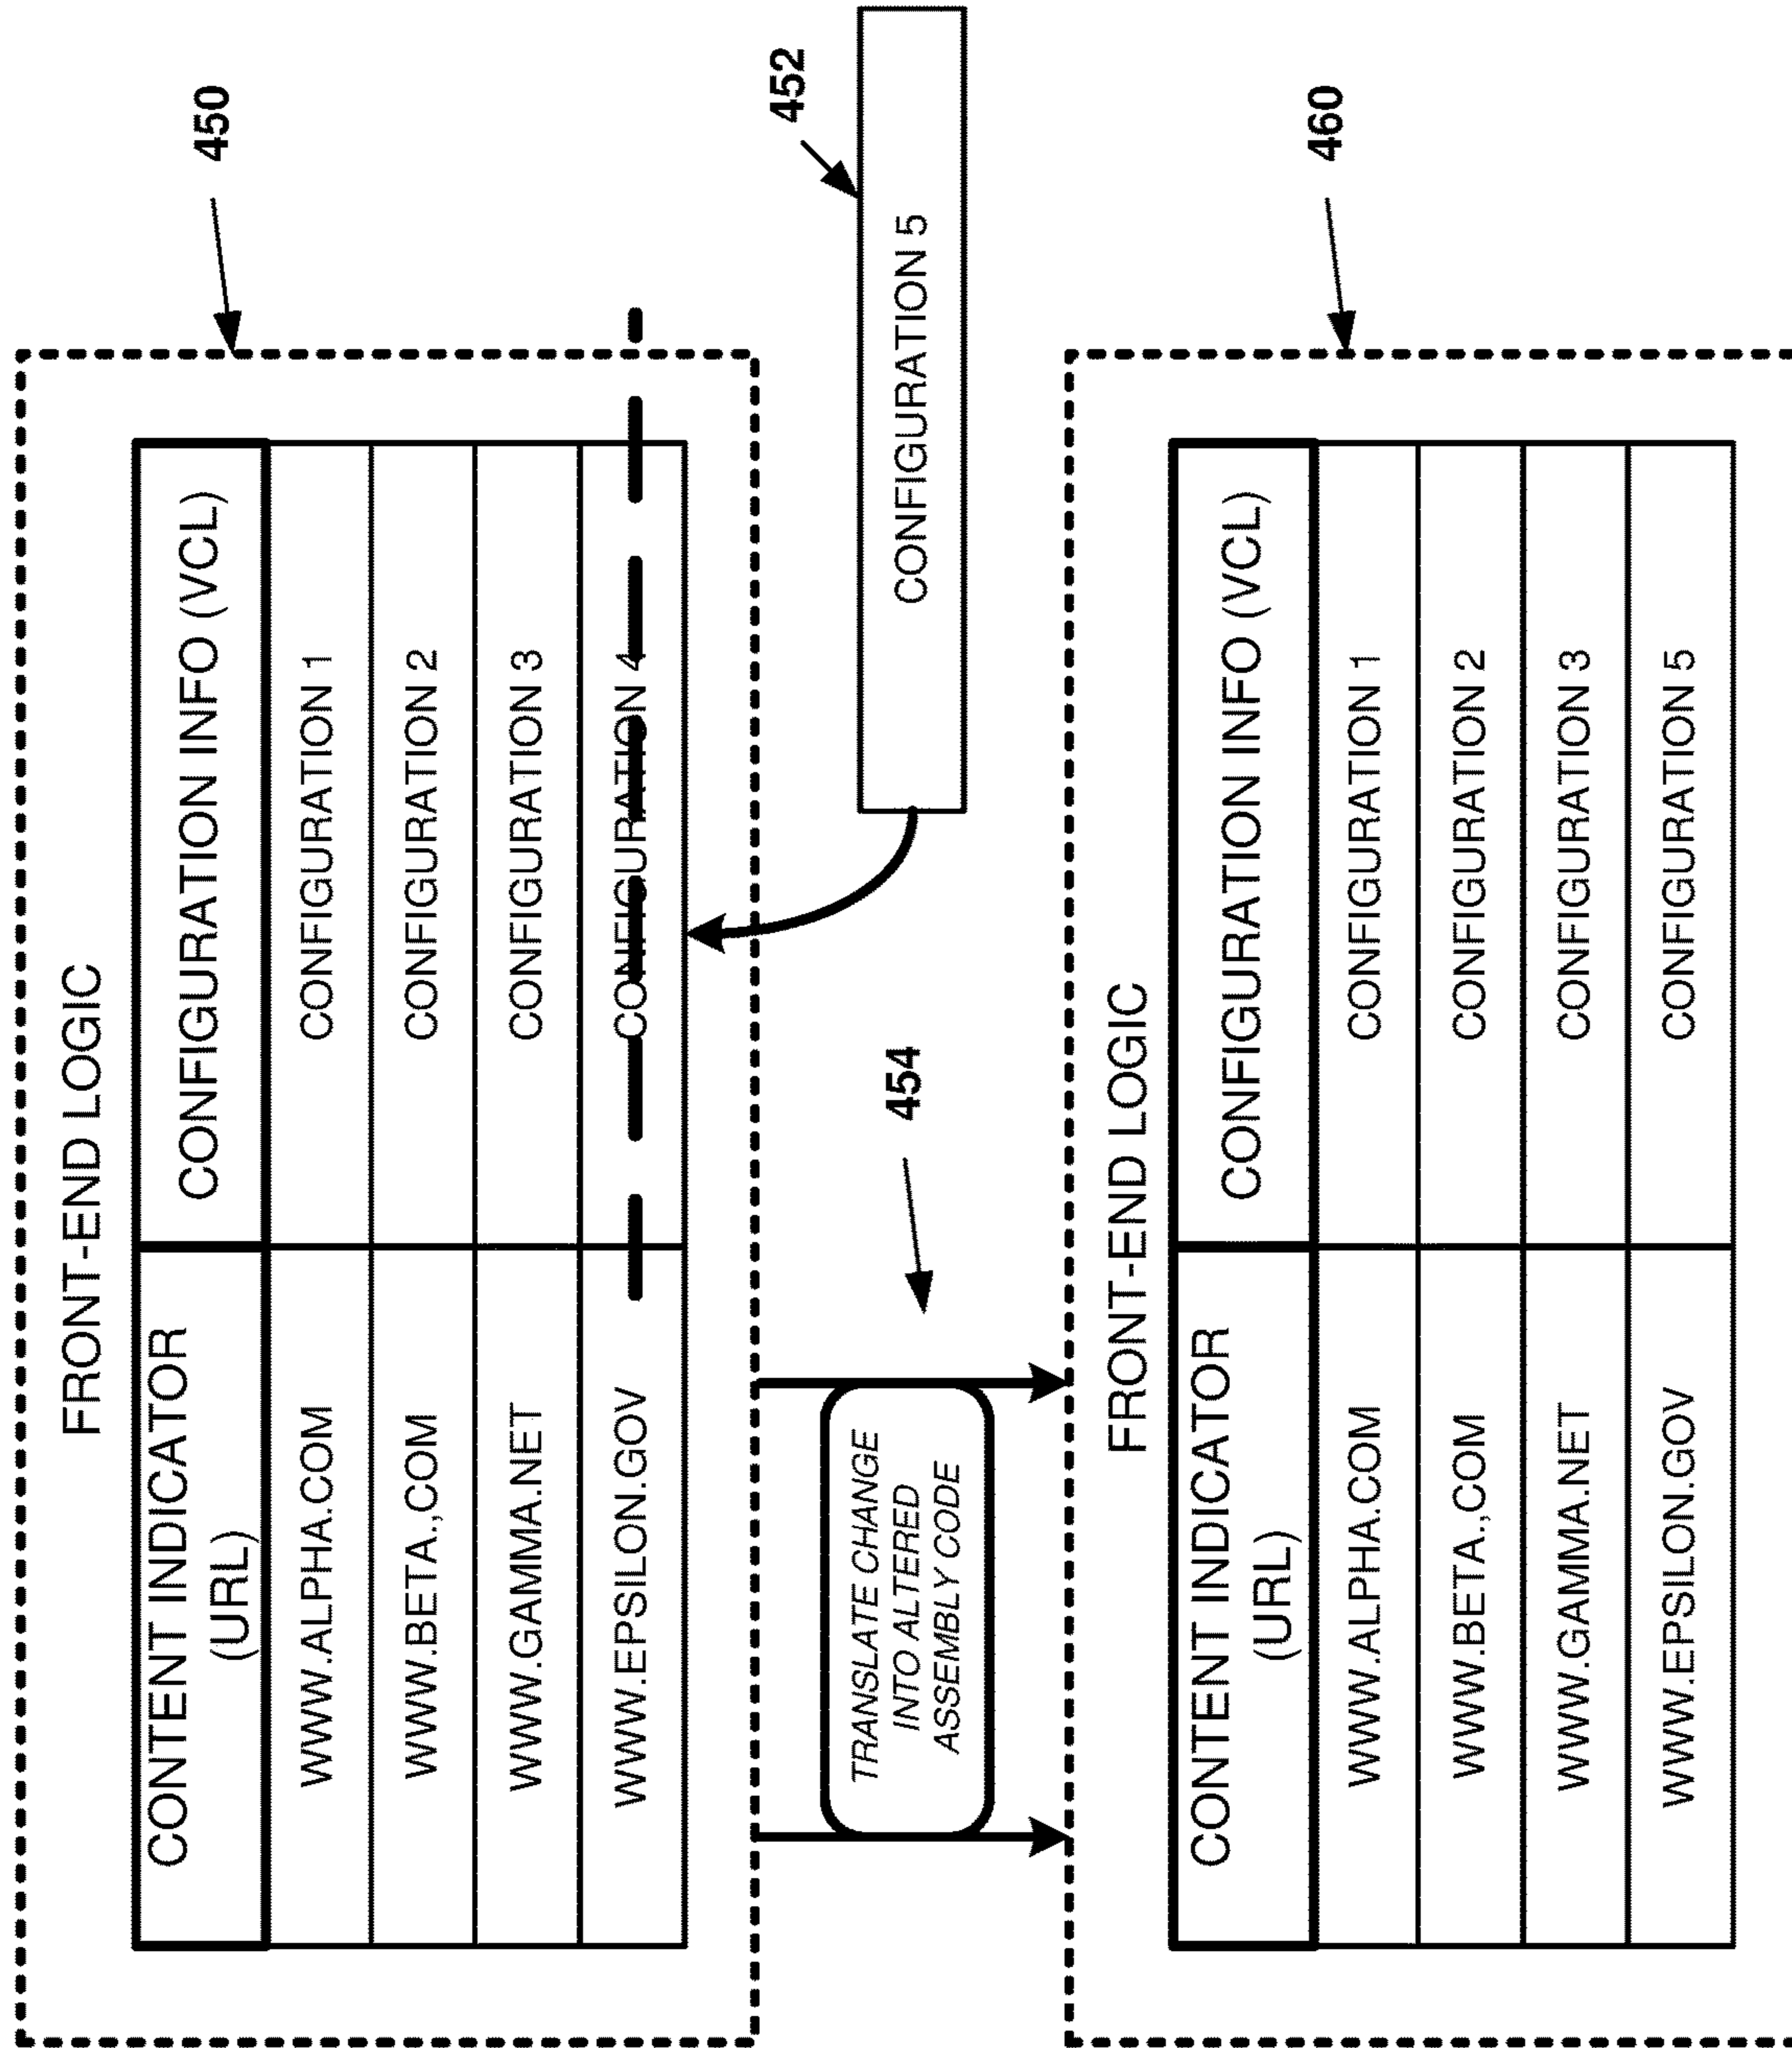 FRONT-END LOGIC
450
CONTENT INDICATOR
(URL)
CONFIGURATION INFO (VCL)
WWW.ALPHA.COM
CONFIGURATION 1
WWW.BETA.,COM
CONFIGURATION 2
WWW.GAMMA.NET
CONFIGURATION 3
WWW.EPSILON.GOV
CONFIGURATION 4
452
CONFIGURATION 5
454
TRANSLATE CHANGE
INTO ALTERED
ASSEMBLY CODE
FRONT-END LOGIC
460
CONTENT INDICATOR
(URL)
CONFIGURATION INFO (VCL)
WWW.ALPHA.COM
CONFIGURATION 1
WWW.BETA.,COM
CONFIGURATION 2
WWW.GAMMA.NET
CONFIGURATION 3
WWW.EPSILON.GOV
CONFIGURATION 5